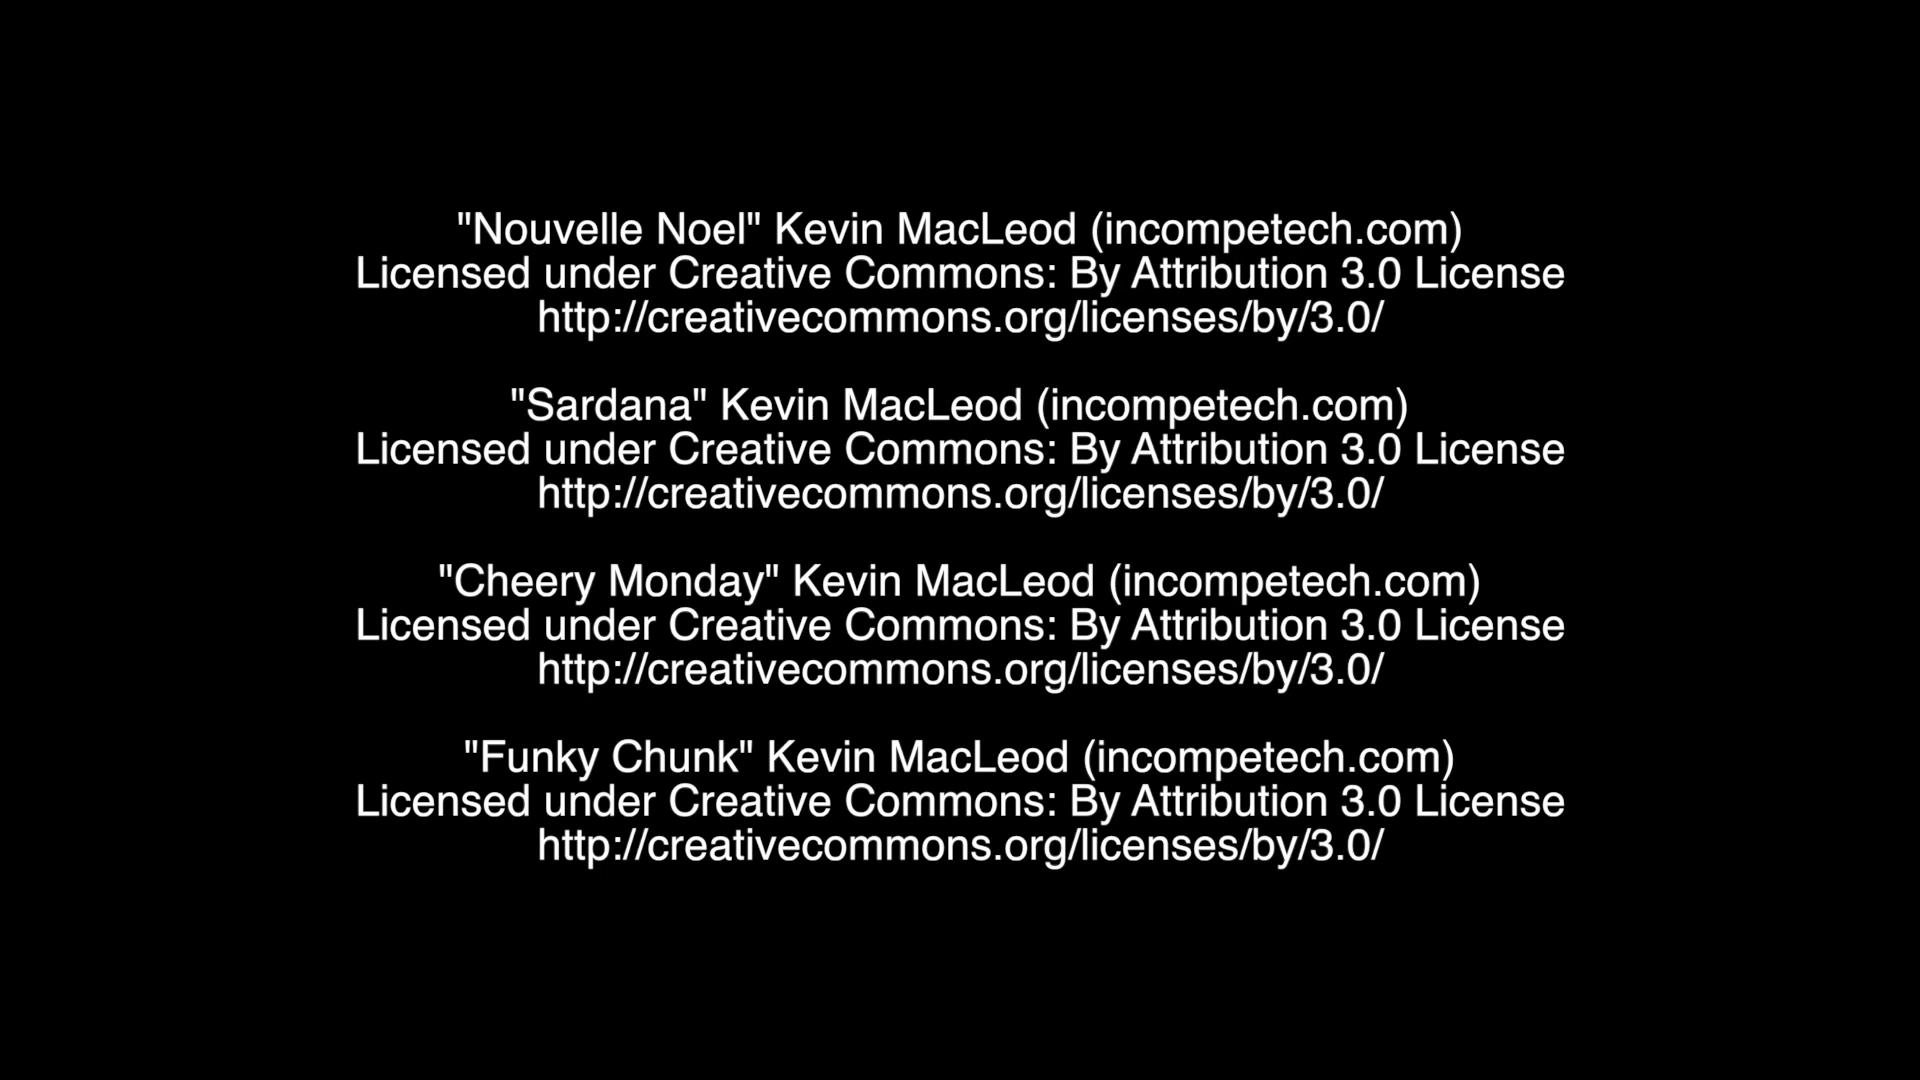 "Nouvelle Noel" Kevin MacLeod (incompetech.com)
Licensed under Creative Commons: By Attribution 3.0 License
http://creativecommons.org/licenses/by/3.0/
"Sardana" Kevin MacLeod (incompetech.com)
Licensed under Creative Commons: By Attribution 3.0 License
http://creativecommons.org/licenses/by/3.0/
"Cheery Monday" Kevin MacLeod (incompetech.com)
Licensed under Creative Commons: By Attribution 3.0 License
http://creativecommons.org/licenses/by/3.0/
"Funky Chunk" Kevin MacLeod (incompetech.com)
Licensed under Creative Commons: By Attribution 3.0 License
http://creativecommons.org/licenses/by/3.0/